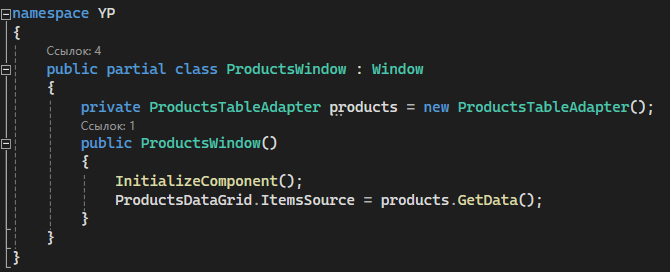 namespace YP
{
Ссылок: 4
public partial class ProductsWindow : Window
{
private ProductsTableAdapter products = new ProductsTableAdapter();
Ссылок: 1
public ProductsWindow()
{
InitializeComponent();
ProductsDataGrid.ItemsSource = products.GetData();
}
}
}